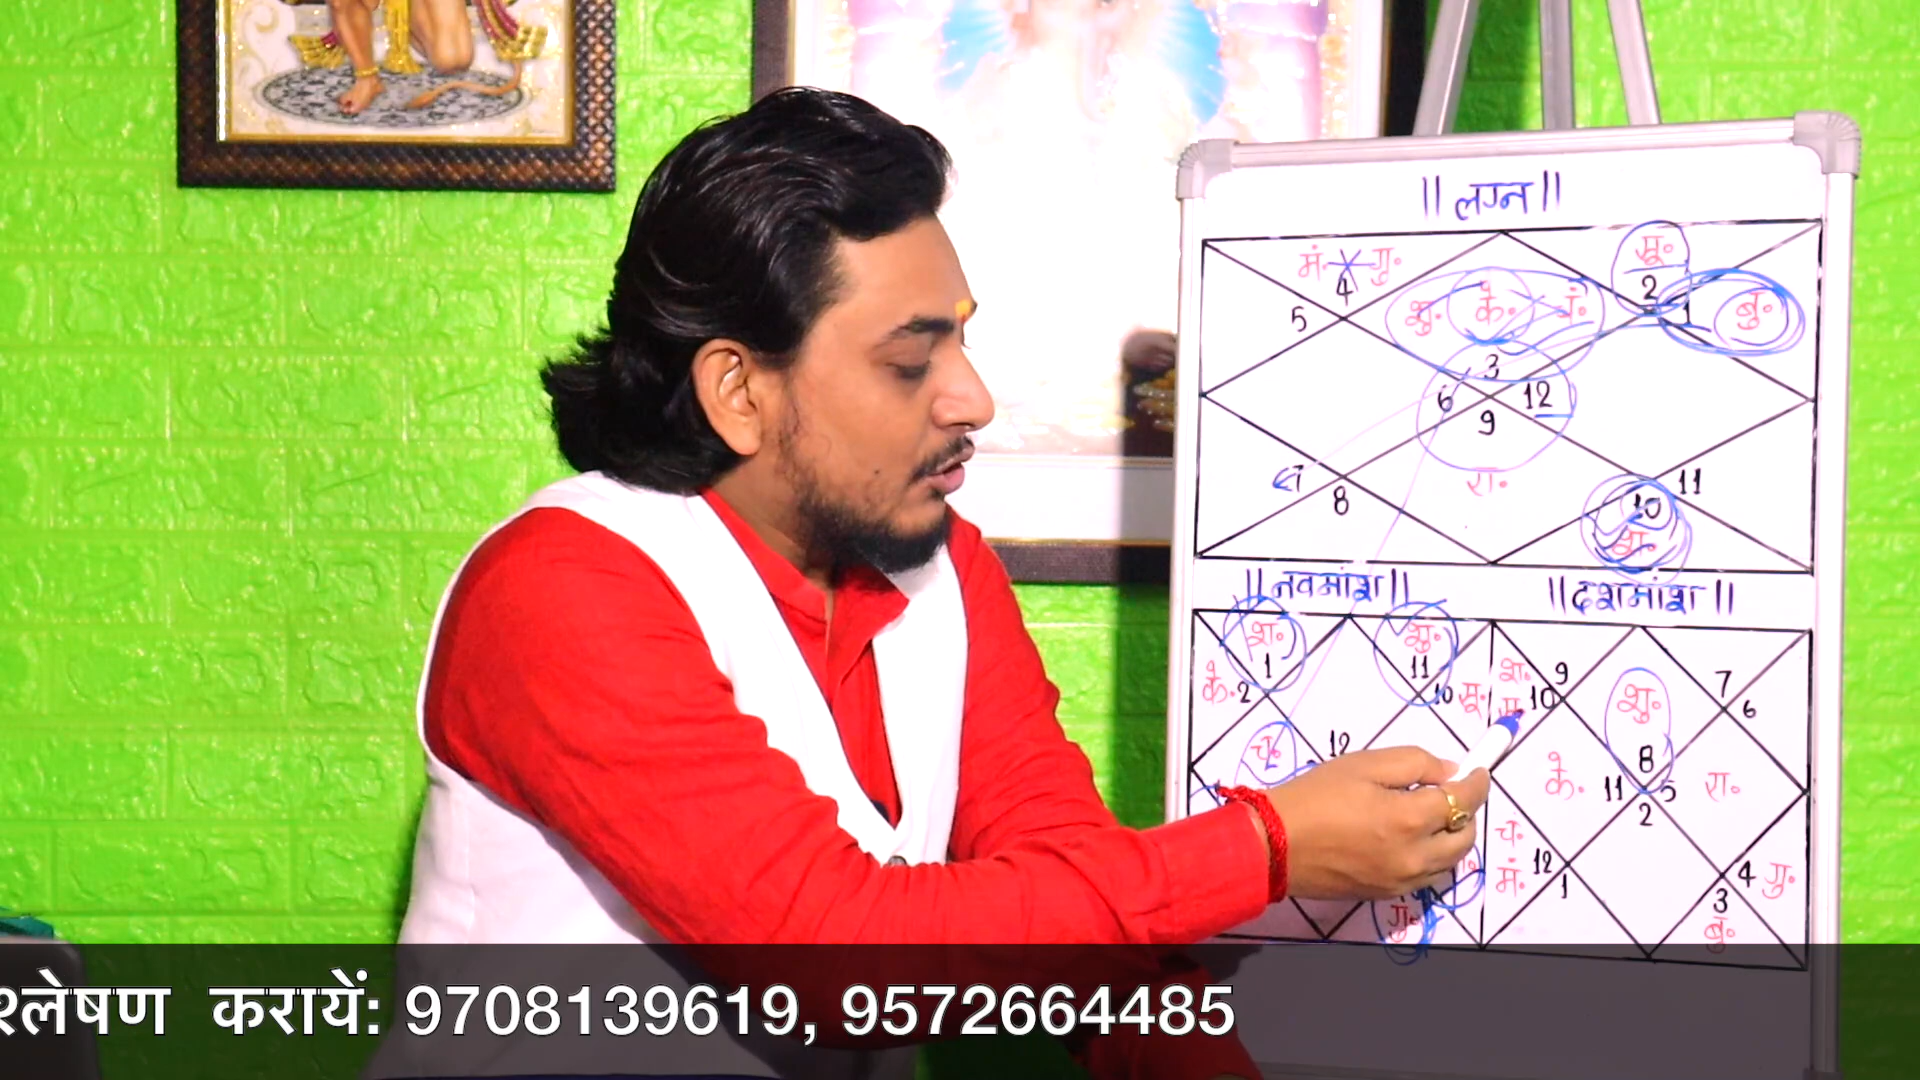 || लग्न ||
मं. गु.
4
5
शु. के. चं.
सू.
2
1
बु.
3
6 12
9
रा.
8
11
10
श.
|| नवमांश || || दशमांश ||
श.
1
के. 2
शु.
11
10 सू.
चं.
12
गु.
श.
10
9
शु.
8
7
6
के. 11 5 रा.
2
चं.
मं. 12
1
4 गु.
3
बु.
श्लेषण करायें: 9708139619, 9572664485